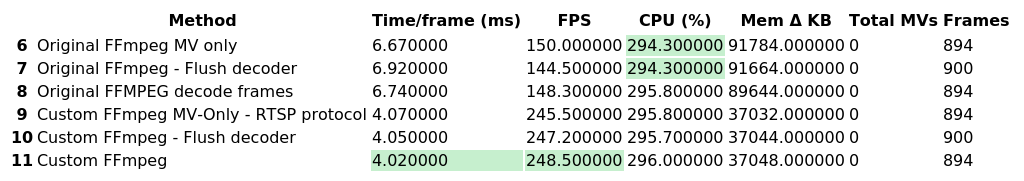 Method Time/frame (ms) FPS CPU (%) Mem Δ KB Total MVs Frames
6 Original FFmpeg MV only 6.670000 150.000000 294.300000 91784.000000 0 894
7 Original FFmpeg - Flush decoder 6.920000 144.500000 294.300000 91664.000000 0 900
8 Original FFMPEG decode frames 6.740000 148.300000 295.800000 89644.000000 0 894
9 Custom FFmpeg MV-Only - RTSP protocol 4.070000 245.500000 295.800000 37032.000000 0 894
10 Custom FFmpeg - Flush decoder 4.050000 247.200000 295.700000 37044.000000 0 900
11 Custom FFmpeg 4.020000 248.500000 296.000000 37048.000000 0 894